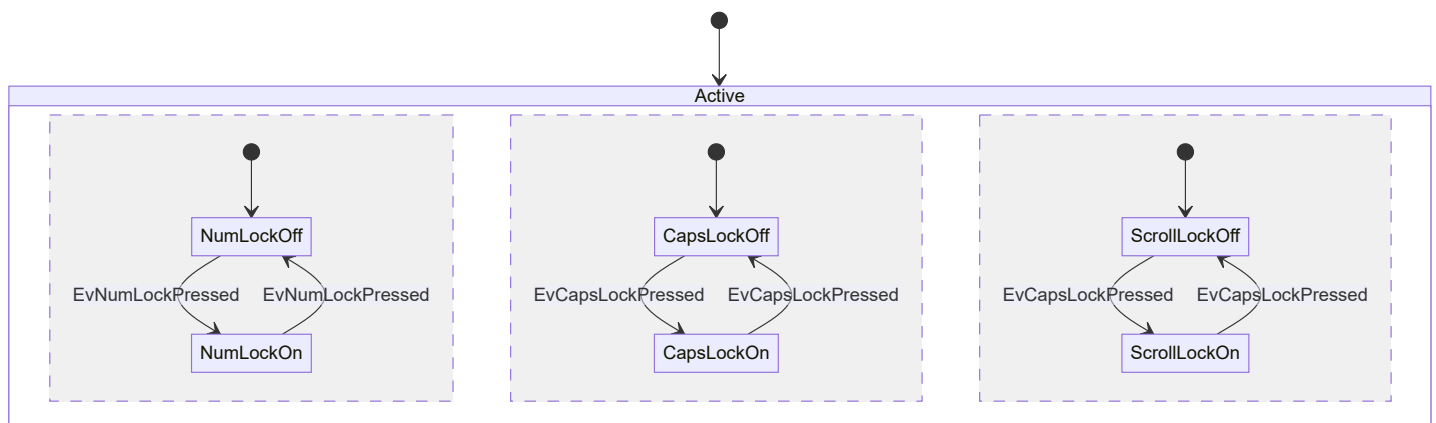 Active
NumLockOff
CapsLockOff
ScrollLockOff
EvNumLockPressed
EvNumLockPressed
EvCapsLockPressed
EvCapsLockPressed
EvCapsLockPressed
EvCapsLockPressed
NumLockOn
CapsLockOn
ScrollLockOn